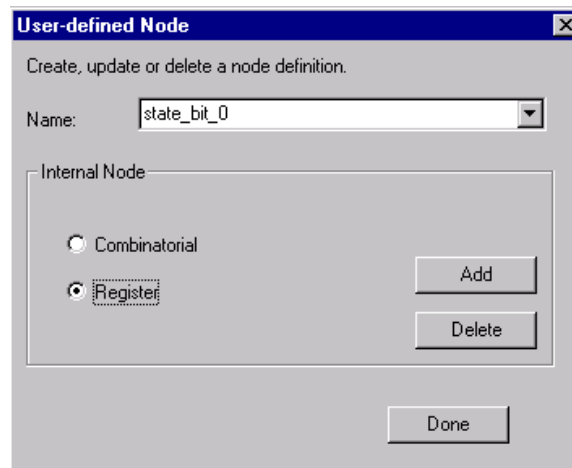 User-defined Node
Create, update or delete a node definition.
Name: state_bit_0
Internal Node
Combinatorial
Register
Add
Delete
Done